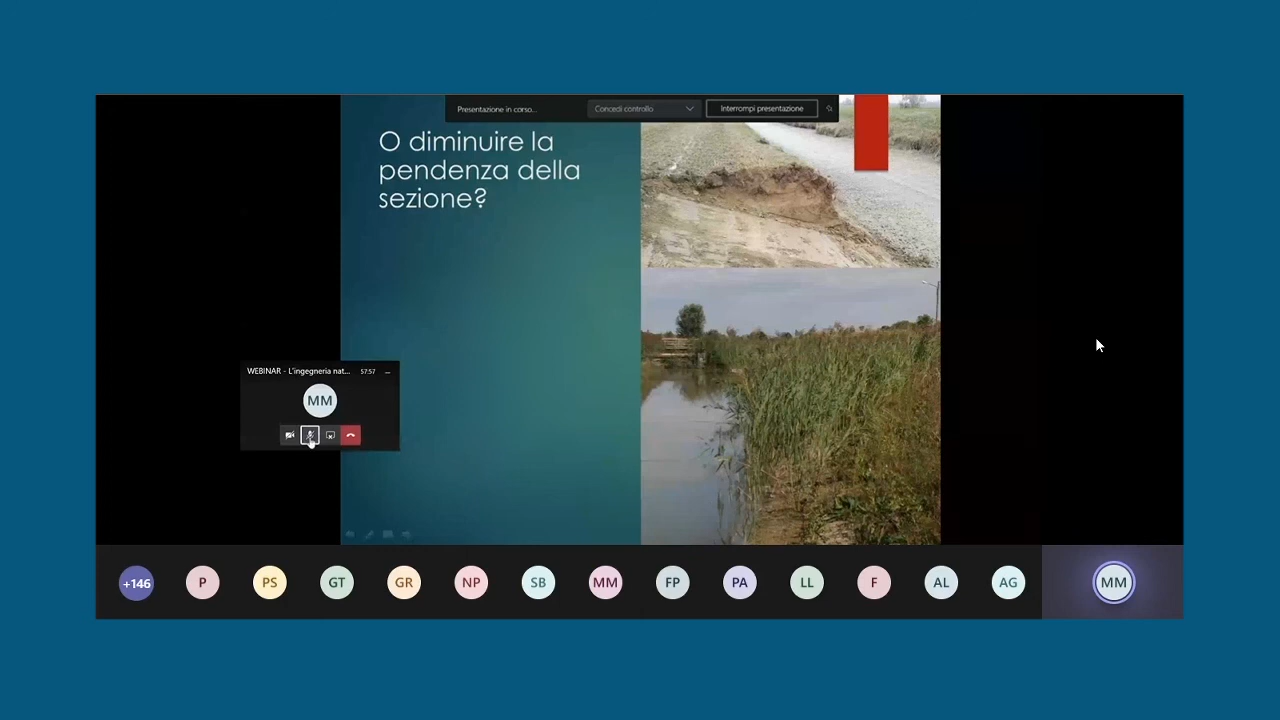 Presentazione in corso...
Concedi controllo
Interrompi presentazione
O diminuire la
pendenza della
sezione?
WEBINAR - L'ingegneria nat...
57:57
MM
+146
P
PS
GT
GR
NP
SB
MM
FP
PA
LL
F
AL
AG
MM